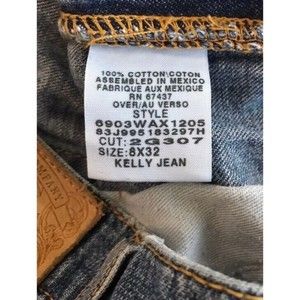 100% COTTON\COTON
ASSEMBLED IN MEXICO
FABRIQUE AUX MEXIQUE
RN 67437
OVER/AU VERSO
STYLE
6903WAX1205
83J995183297H
CUT: 2G307
SIZE: 8X32
KELLY JEAN